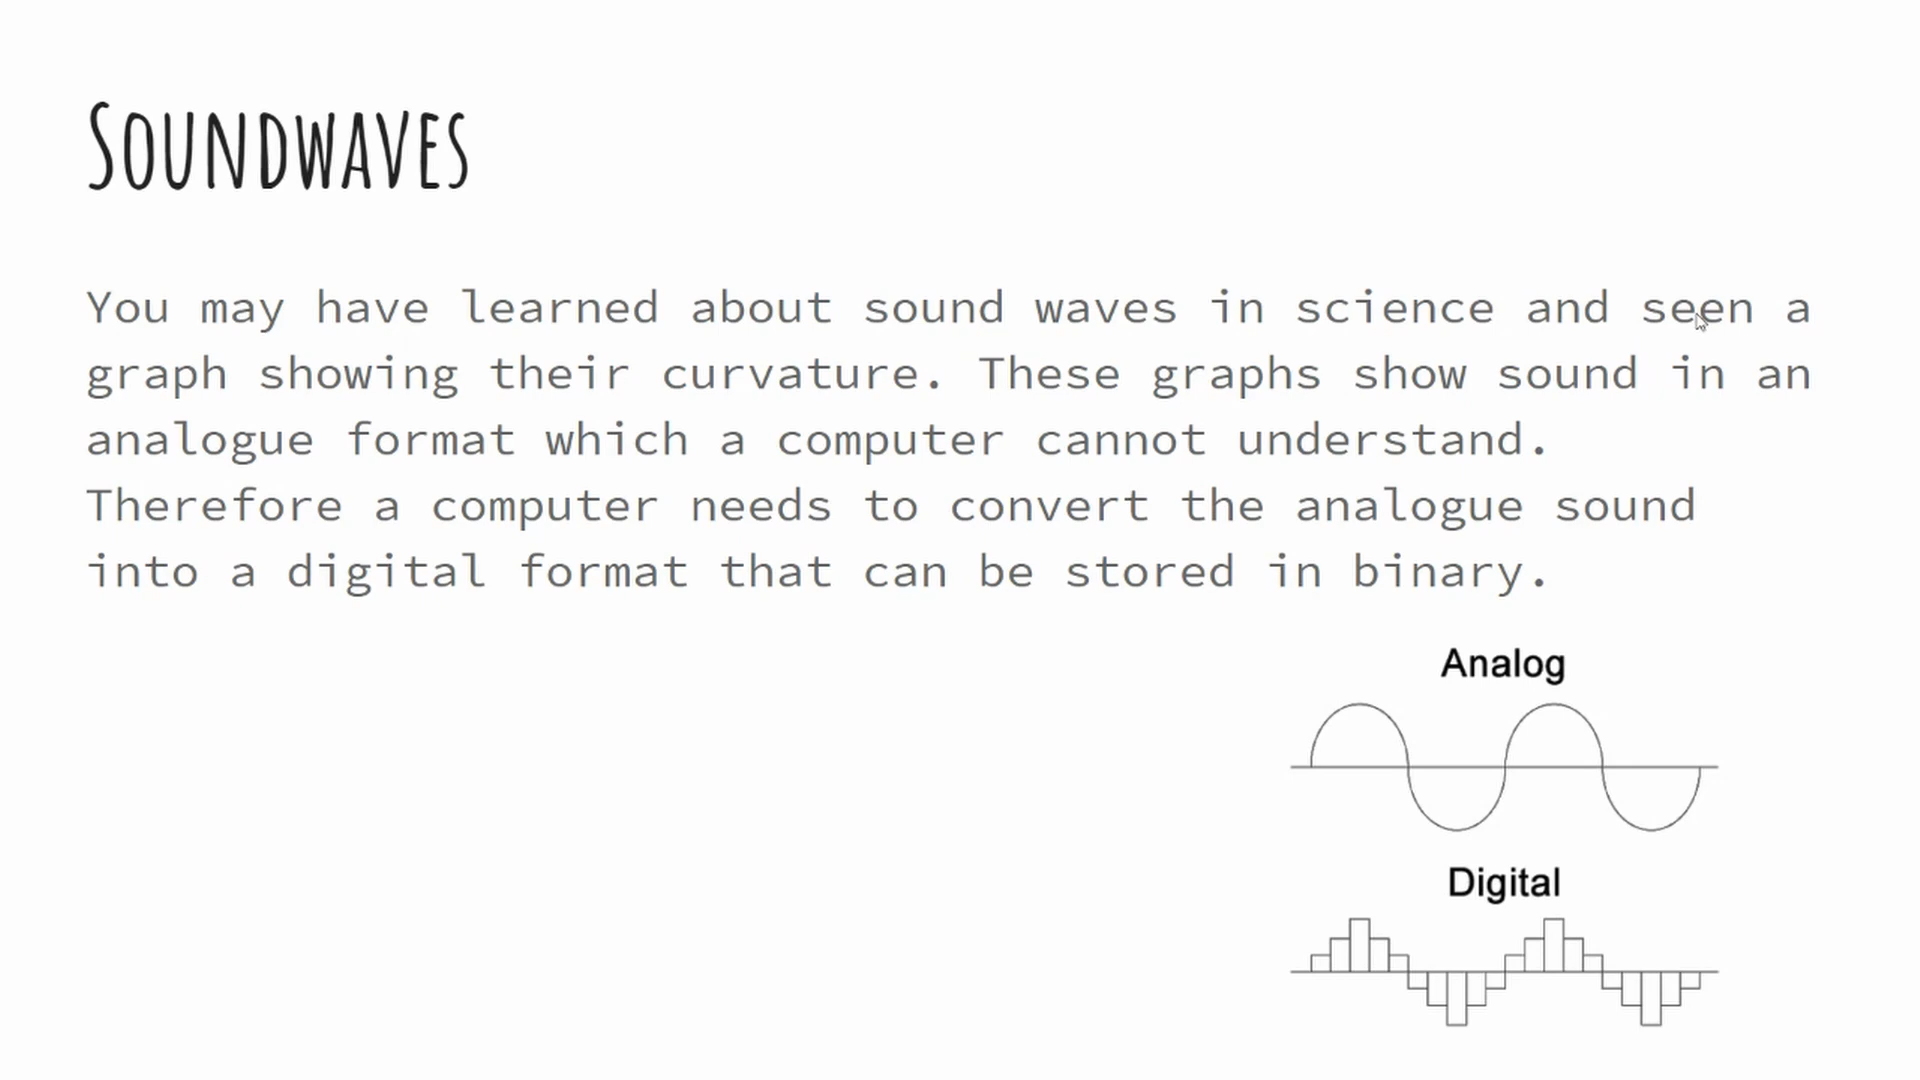 Soundwaves
You may have learned about sound waves in science and seen a
graph showing their curvature. These graphs show sound in an
analogue format which a computer cannot understand.
Therefore a computer needs to convert the analogue sound
into a digital format that can be stored in binary.
Analog
Digital